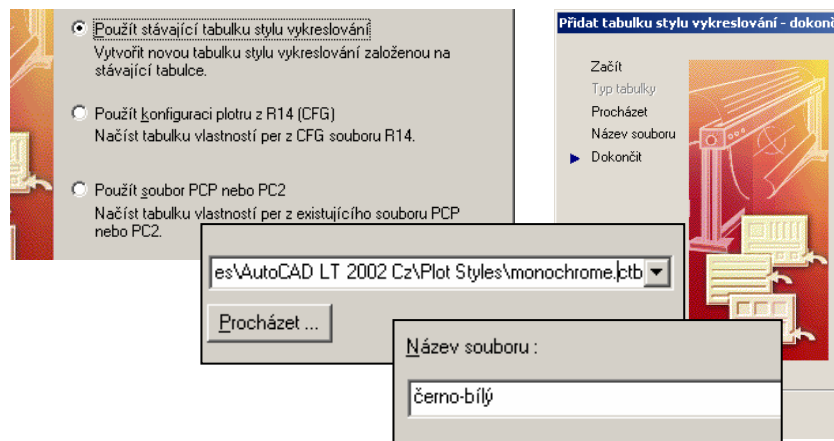 Použít stávající tabulku stylu vykreslování
Vytvořit novou tabulku stylu vykreslování založenou na
stávající tabulce.
Použít konfiguraci plotru z R14 (CFG)
Načíst tabulku vlastností per z CFG souboru R14.
Použít soubor PCP nebo PC2
Načíst tabulku vlastností per z existujícího souboru PCP
nebo PC2.
Přidat tabulku stylu vykreslování - dokonč
Začít
Typ tabulky
Procházet
Název souboru
Dokončit
es\AutoCAD LT 2002 Cz\Plot Styles\monochrome.ctb
Procházet ...
Název souboru :
černo-bílý